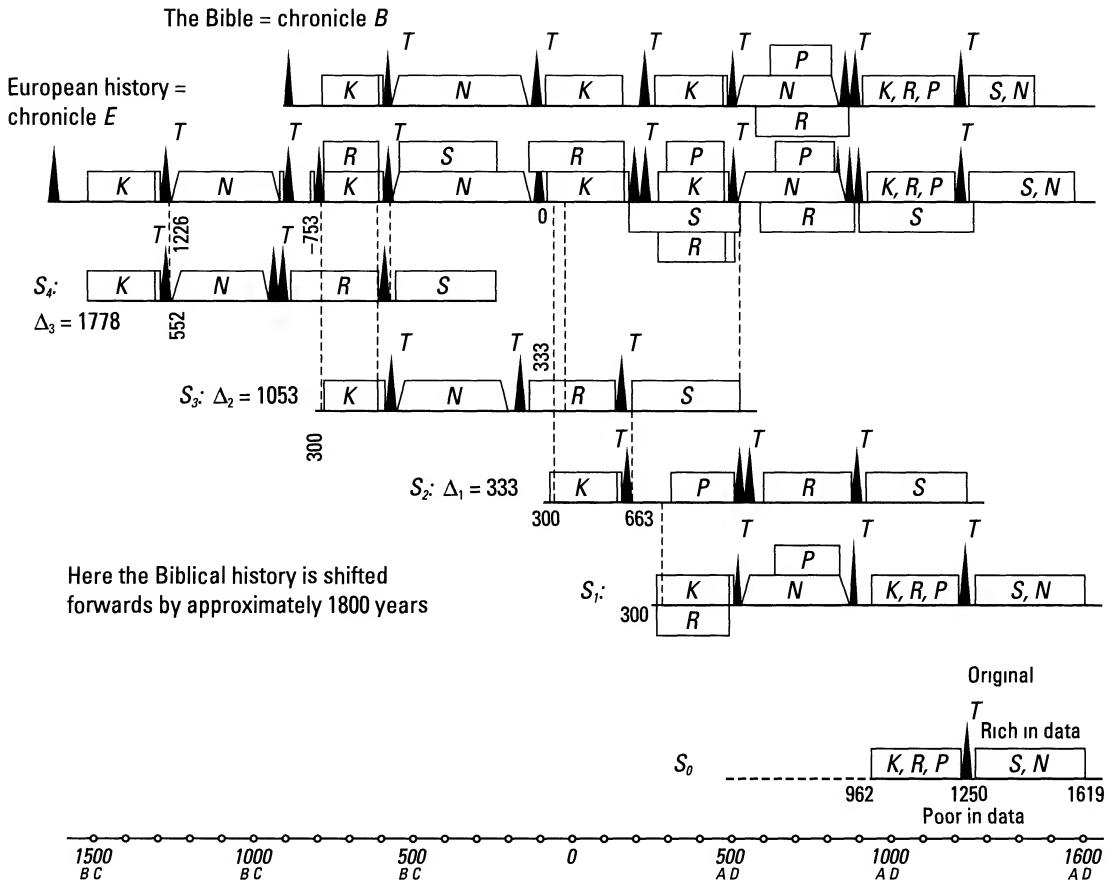 The Bible = chronicle B
T T T T T T
P
K N K K N K, R, P S, N
R
European history =
chronicle E
T T T T T T
R S R P P
K N K N K K N K, R, P S, N
0 S R S
R
1226 -753
T T
S₄: K N R S
Δ₃ = 1778
552
T T 333 T
S₃: Δ₂ = 1053 K N R S
300
T T T
S₂: Δ₁ = 333 K P R S
300 663
T T T
P
S₁: K N K, R, P S, N
300 R
Here the Biblical history is shifted
forwards by approximately 1800 years
Original
T
Rich in data
S₀ K, R, P S, N
962 1250 1619
Poor in data
1500 1000 500 0 500 1000 1600
BC BC BC AD AD AD